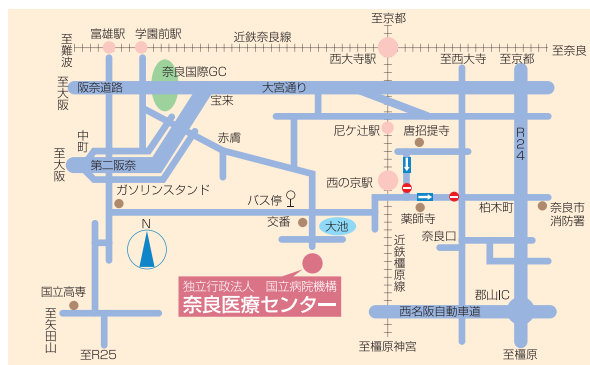 至京都
富雄駅
学園前駅
近鉄奈良線
至難波
西大寺駅
至奈良
至西大寺
至京都
奈良国際GC
至大阪
阪奈道路
大宮通り
宝来
中町
赤膚
尼ケ辻駅
唐招提寺
R24
至大阪
第二阪奈
西の京駅
ガソリンスタンド
バス停
柏木町
奈良市
消防署
薬師寺
交番
大池
N
近鉄橿原線
奈良口
独立行政法人 国立病院機構
奈良医療センター
国立高専
郡山IC
西名阪自動車道
至矢田山
至R25
至橿原神宮
至橿原